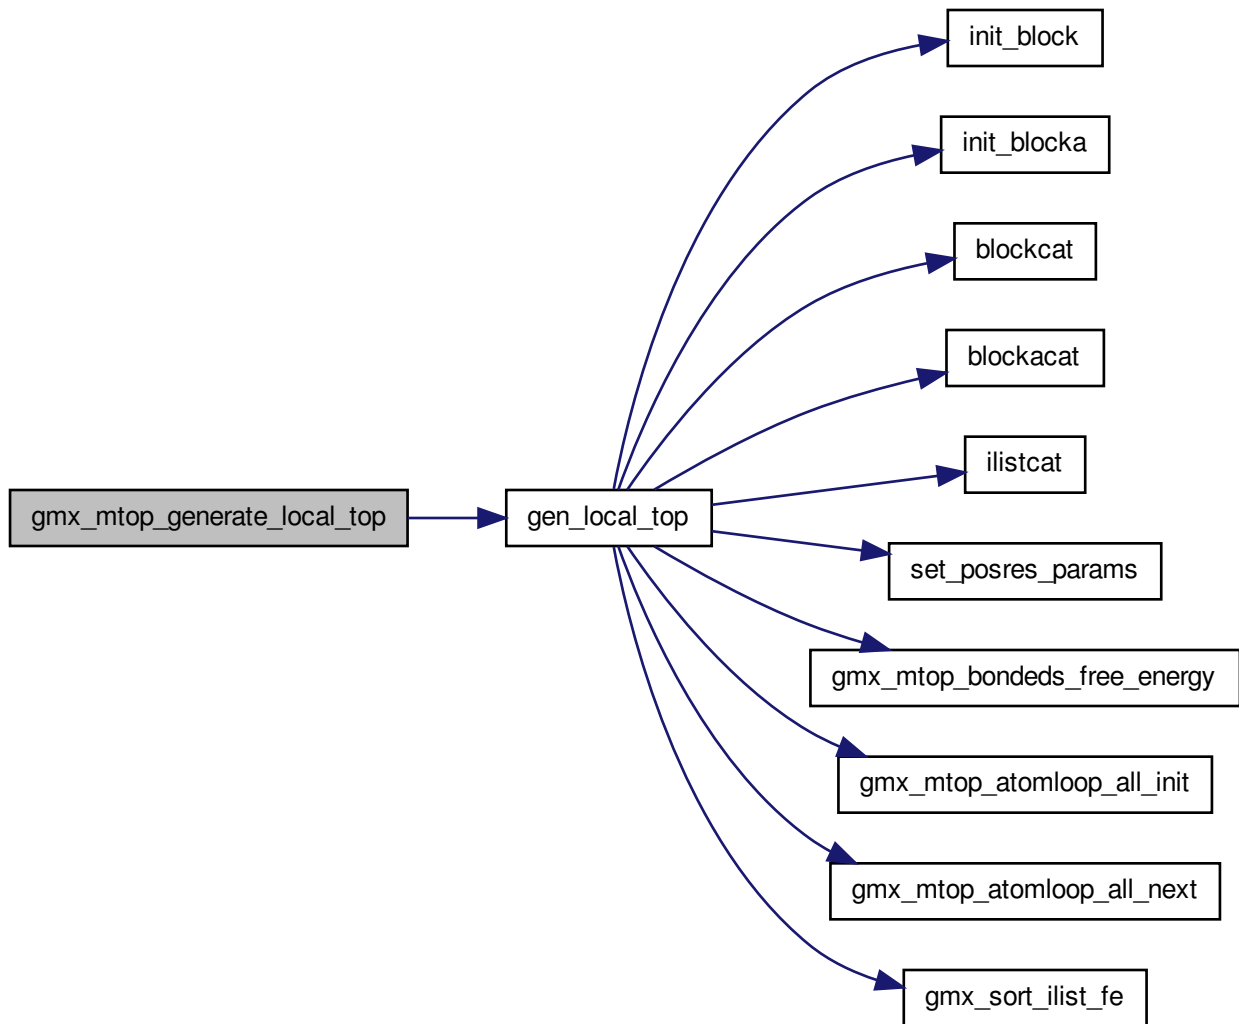 init_block
init_blocka
blockcat
blockacat
ilistcat
gmx_mtop_generate_local_top
gen_local_top
set_posres_params
gmx_mtop_bondeds_free_energy
gmx_mtop_atomloop_all_init
gmx_mtop_atomloop_all_next
gmx_sort_ilist_fe